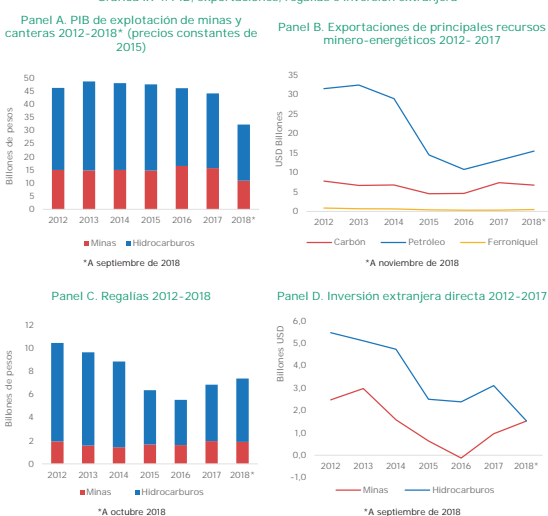 Panel A. PIB de explotación de minas y
canteras 2012-2018* (precios constantes de
2015)
Billones de pesos
50
45
40
35
30
25
20
15
10
5
0
2012 2013 2014 2015 2016 2017 2018*
Minas Hidrocarburos
*A septiembre de 2018
Panel B. Exportaciones de principales recursos
minero-energéticos 2012- 2017
USD Billones
35
30
25
20
15
10
5
0
2012 2013 2014 2015 2016 2017 2018*
Carbón Petróleo Ferroniquel
*A noviembre de 2018
Panel C. Regalías 2012-2018
Billones de pesos
12
10
8
6
4
2
0
2012 2013 2014 2015 2016 2017 2018*
Minas Hidrocarburos
*A octubre 2018
Panel D. Inversión extranjera directa 2012-2017
Billones USD
6,0
5,0
4,0
3,0
2,0
1,0
0,0
-1,0
2012 2013 2014 2015 2016 2017 2018*
Minas Hidrocarburos
*A septiembre de 2018